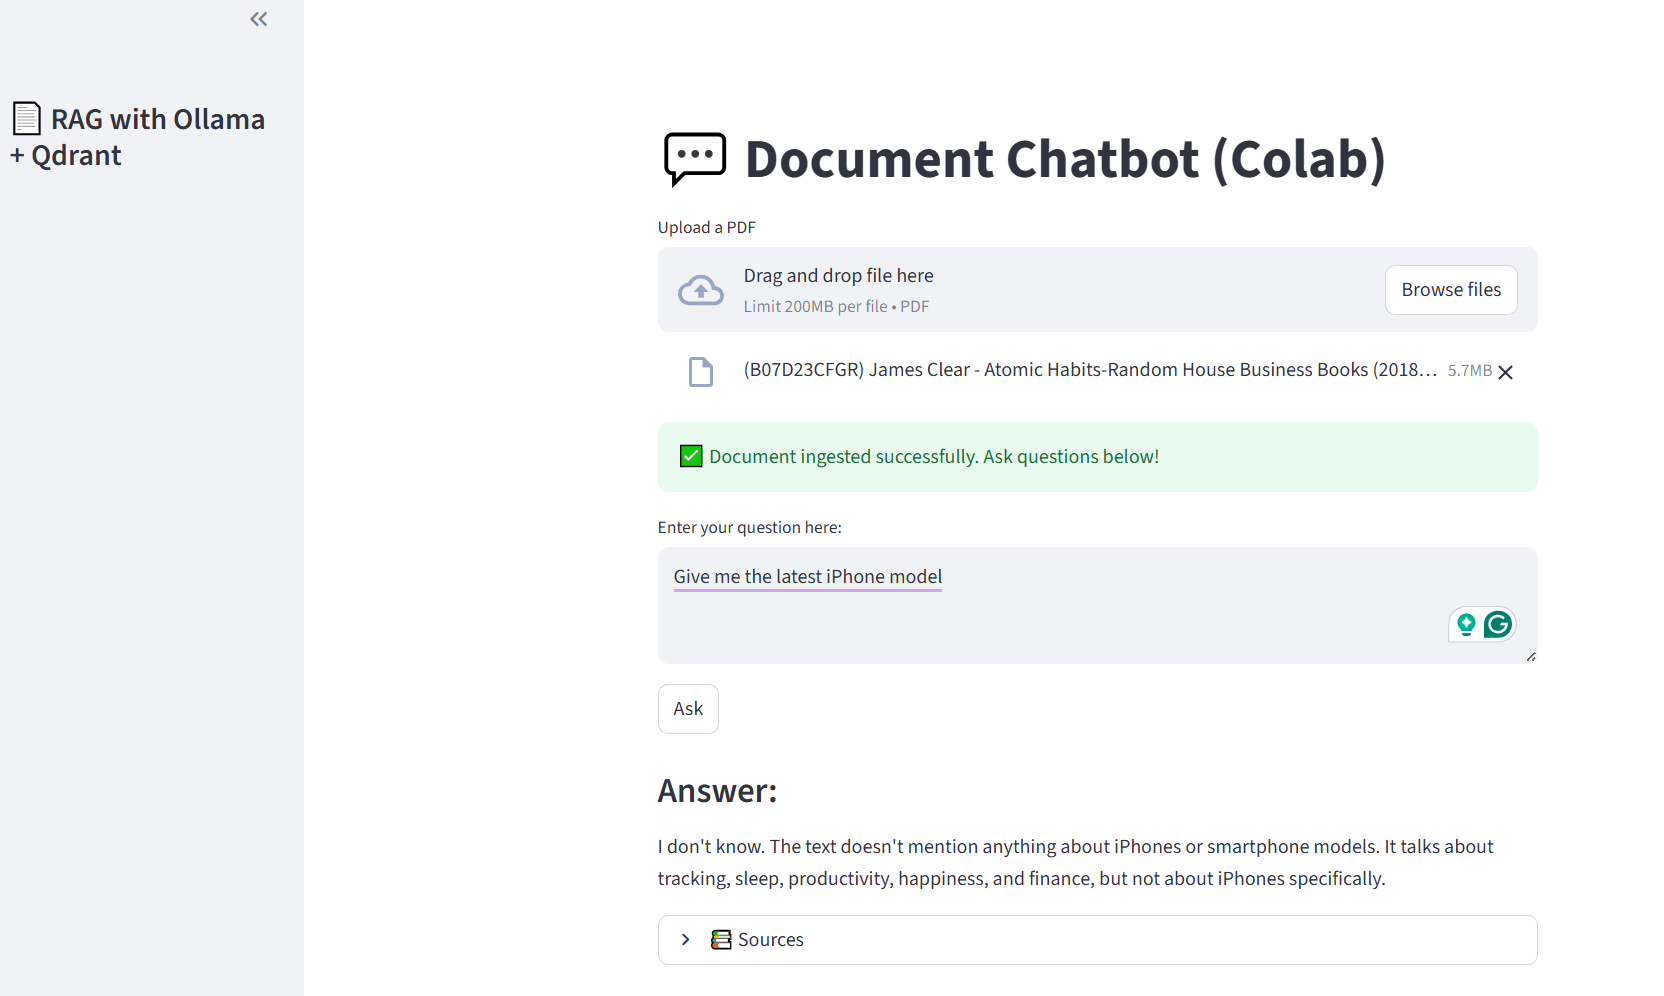 RAG with Ollama
+ Qdrant
Document Chatbot (Colab)
Upload a PDF
Drag and drop file here
Limit 200MB per file • PDF
Browse files
(B07D23CFGR) James Clear - Atomic Habits-Random House Business Books (2018... 5.7MB
Document ingested successfully. Ask questions below!
Enter your question here:
Give me the latest iPhone model
Ask
Answer:
I don't know. The text doesn't mention anything about iPhones or smartphone models. It talks about
tracking, sleep, productivity, happiness, and finance, but not about iPhones specifically.
Sources